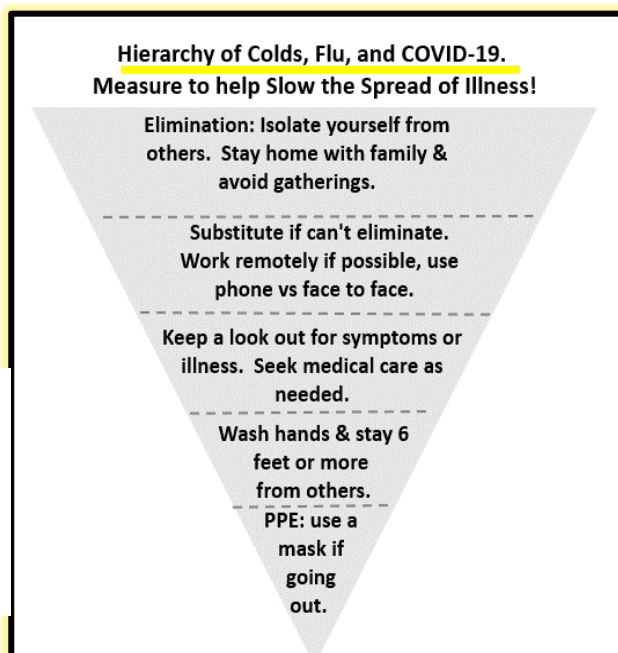 Hierarchy of Colds, Flu, and COVID-19.
Measure to help Slow the Spread of Illness!
Elimination: Isolate yourself from
others. Stay home with family &
avoid gatherings.
Substitute if can't eliminate.
Work remotely if possible, use
phone vs face to face.
Keep a look out for symptoms or
illness. Seek medical care as
needed.
Wash hands & stay 6
feet or more
from others.
PPE: use a
mask if
going
out.